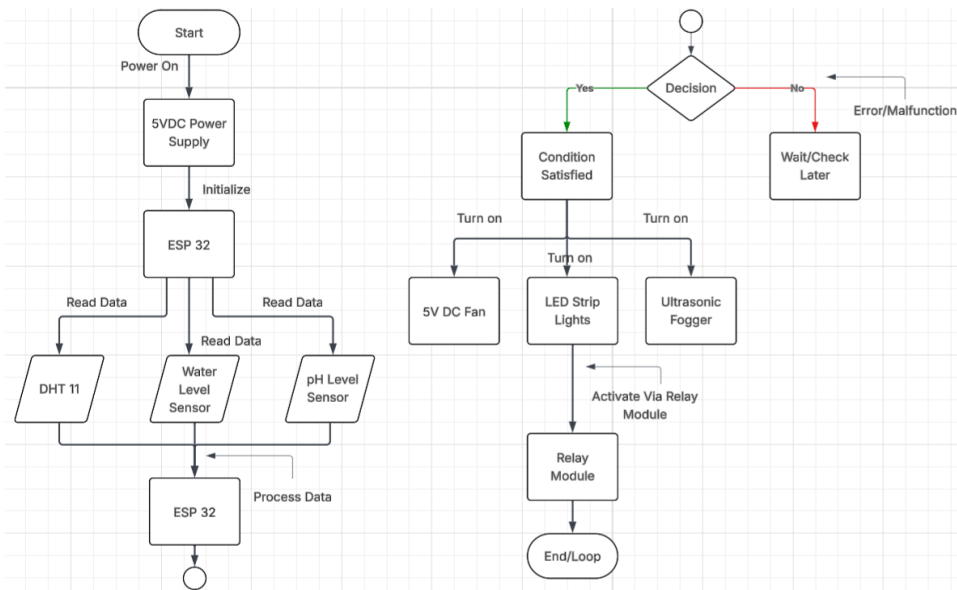 Start
Power On
5VDC Power
Supply
Initialize
ESP 32
Read Data
Read Data
Read Data
DHT 11
Water
Level
Sensor
pH Level
Sensor
Process Data
ESP 32
Decision
Yes
No
Error/Malfunction
Condition
Satisfied
Wait/Check
Later
Turn on
Turn on
Turn on
5V DC Fan
LED Strip
Lights
Ultrasonic
Fogger
Activate Via Relay
Module
Relay
Module
End/Loop